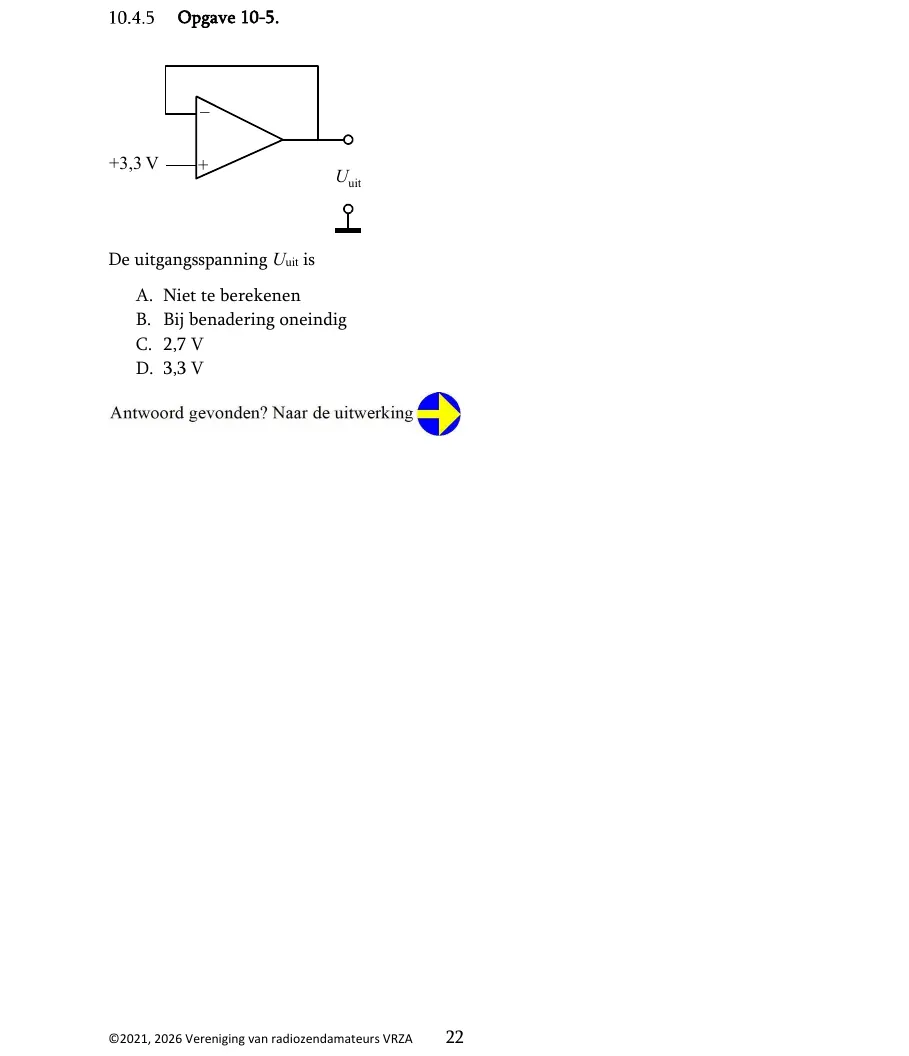 10.4.5 Opgave 10-5.
−
+3,3 V
+
Uuit
De uitgangsspanning Uuit is
A. Niet te berekenen
B. Bij benadering oneindig
C. 2,7 V
D. 3,3 V
Antwoord gevonden? Naar de uitwerking
©2021, 2026 Vereniging van radiozendamateurs VRZA 22